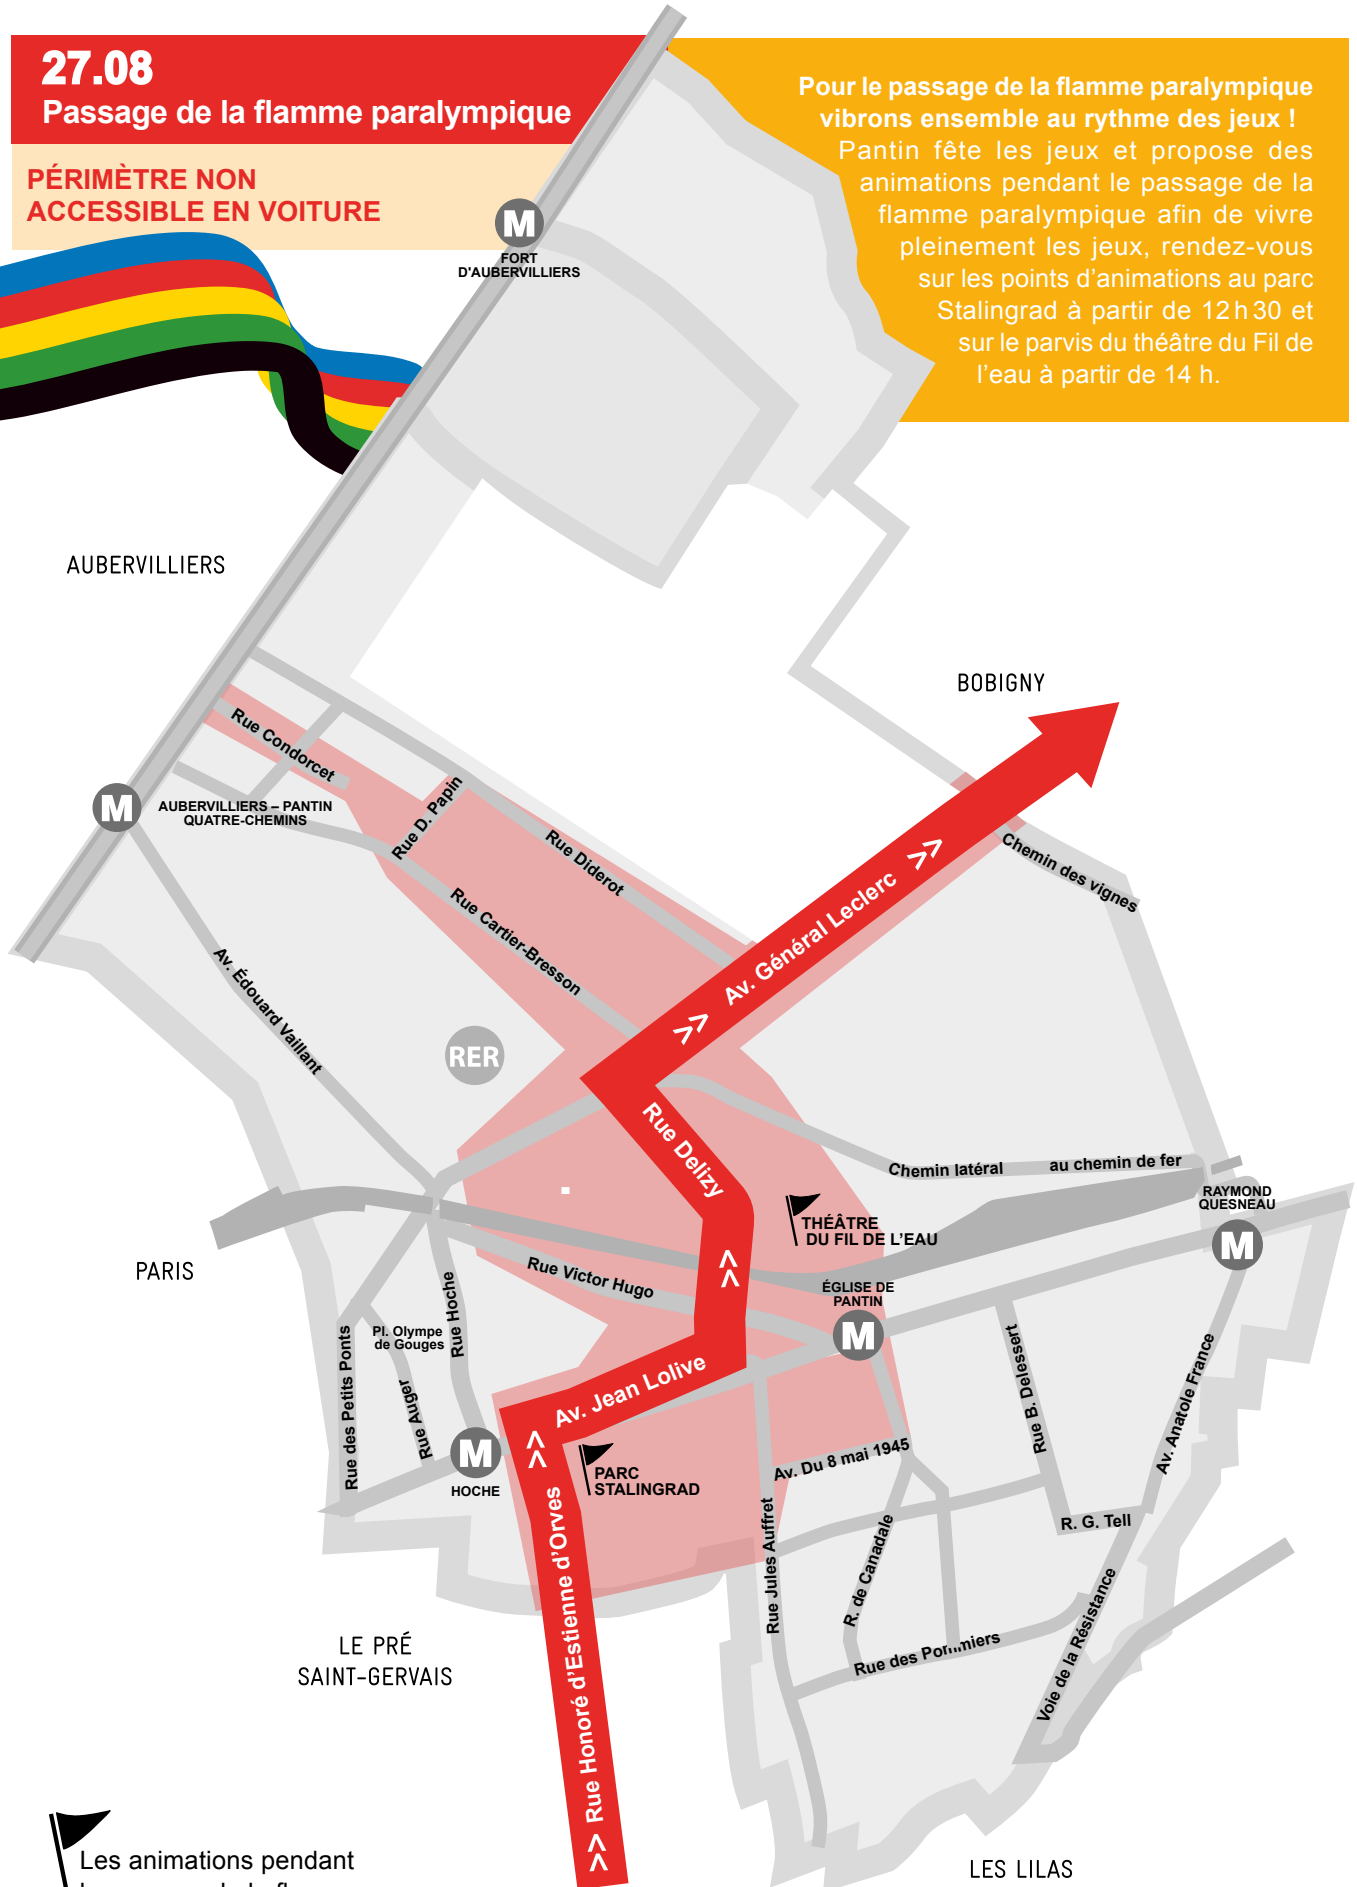 27.08
Passage de la flamme paralympique
PÉRIMÈTRE NON
ACCESSIBLE EN VOITURE
Pour le passage de la flamme paralympique
vibrons ensemble au rythme des jeux !
Pantin fête les jeux et propose des
animations pendant le passage de la
flamme paralympique afin de vivre
pleinement les jeux, rendez-vous
sur les points d'animations au parc
Stalingrad à partir de 12 h 30 et
sur le parvis du théâtre du Fil de
l'eau à partir de 14 h.
M
FORT
D'AUBERVILLIERS
AUBERVILLIERS
BOBIGNY
Rue Condorcet
M
AUBERVILLIERS – PANTIN
QUATRE-CHEMINS
Rue D. Papin
Rue Diderot
Rue Cartier-Bresson
Av. Édouard Vaillant
>> Av. Général Leclerc >>
Chemin des vignes
RER
Rue Delizy
Chemin latéral au chemin de fer
RAYMOND
QUESNEAU
M
THÉÂTRE
DU FIL DE L'EAU
>>
PARIS
Rue Victor Hugo
ÉGLISE DE
PANTIN
M
Rue Hoche
Pl. Olympe
de Gouges
Rue des Petits Ponts
Rue Auger
Av. Jean Lolive
Rue B. Delessert
Av. Anatole France
M
HOCHE
>>
PARC
STALINGRAD
Av. Du 8 mai 1945
Rue Jules Auffret
R. de Canadale
R. G. Tell
>> Rue Honoré d'Estienne d'Orves
LE PRÉ
SAINT-GERVAIS
Rue des Pommiers
Voie de la Résistance
LES LILAS
Les animations pendant